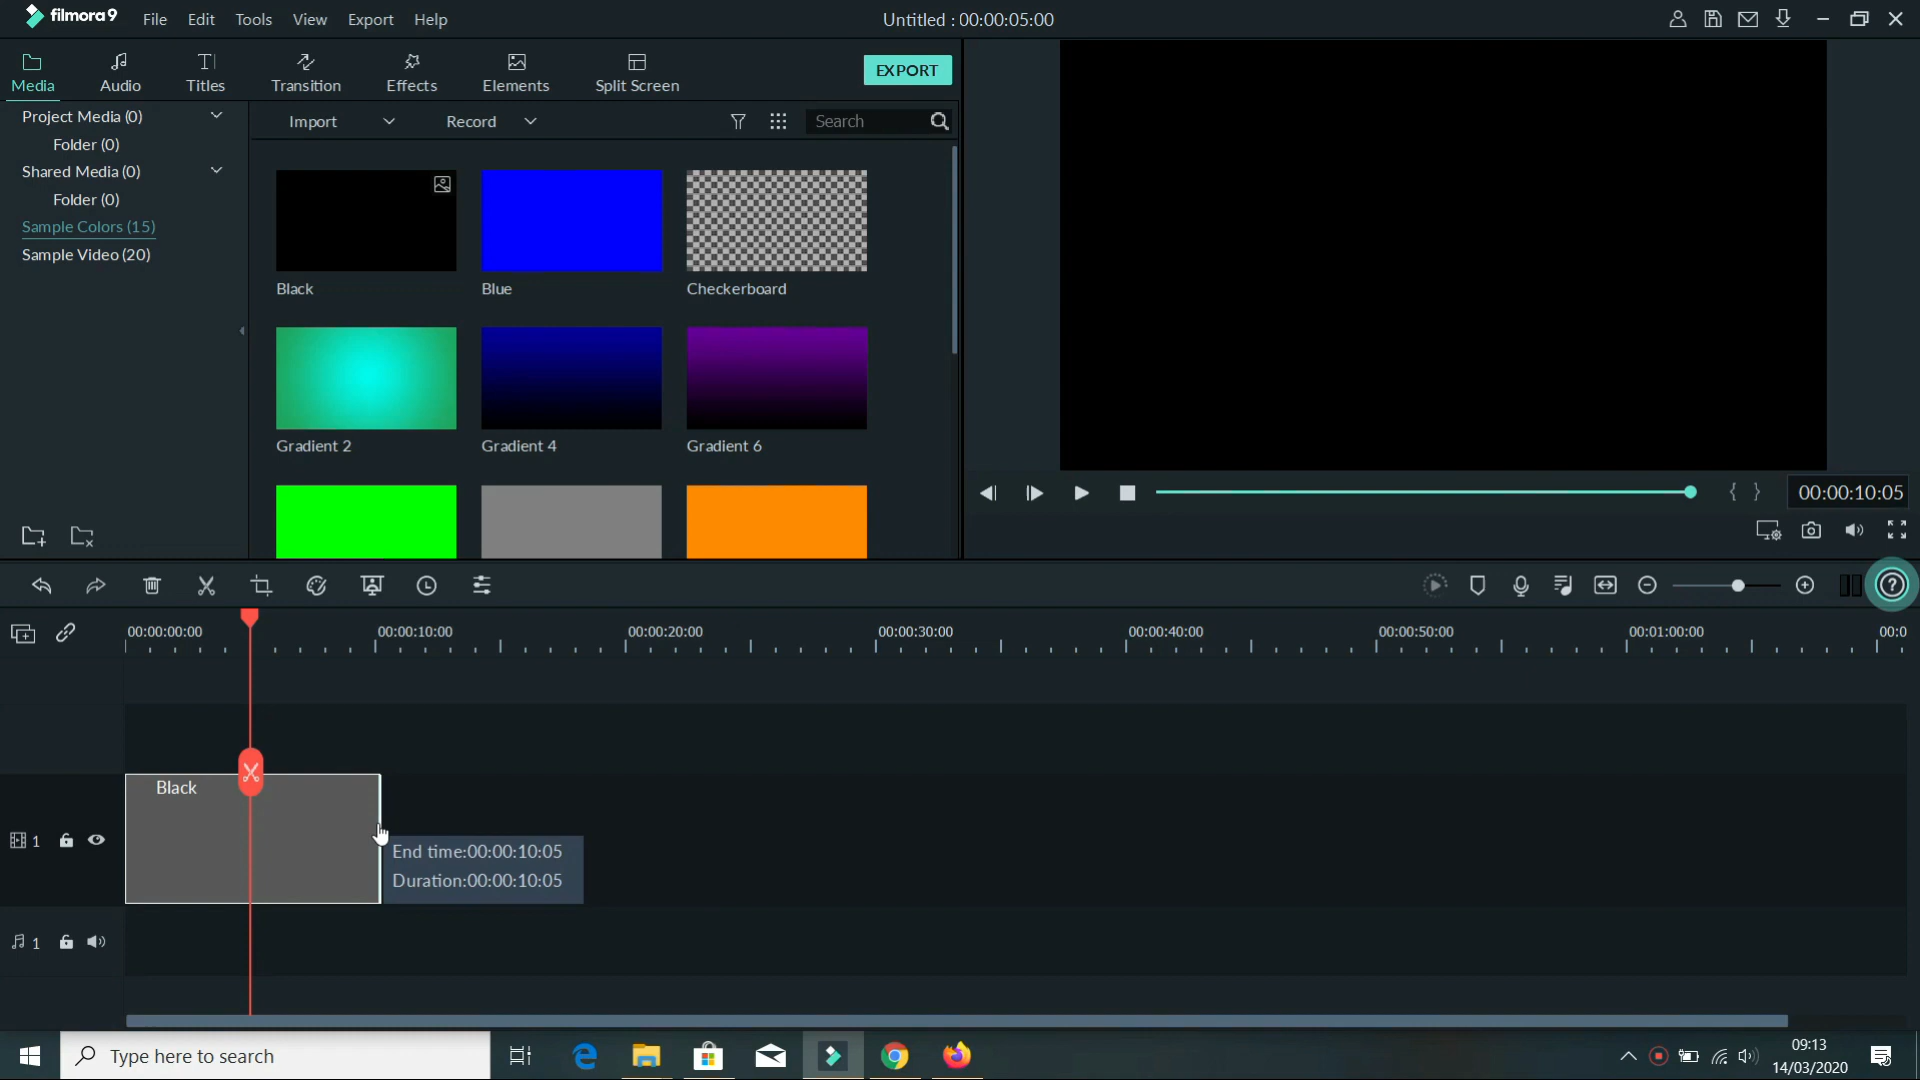 filmora9 File Edit Tools View Export Help Untitled : 00:00:05:00
Media Audio Titles Transition Effects Elements Split Screen EXPORT
Project Media (0)
Folder (0)
Shared Media (0)
Folder (0)
Sample Colors (15)
Sample Video (20)
Import Record Search
Black Blue Checkerboard
Gradient 2 Gradient 4 Gradient 6
00:00:10:05
00:00:00:00 00:00:10:00 00:00:20:00 00:00:30:00 00:00:40:00 00:00:50:00 00:01:00:00 00:0
Black
1
End time:00:00:10:05
Duration:00:00:10:05
1
Type here to search
09:13
14/03/2020